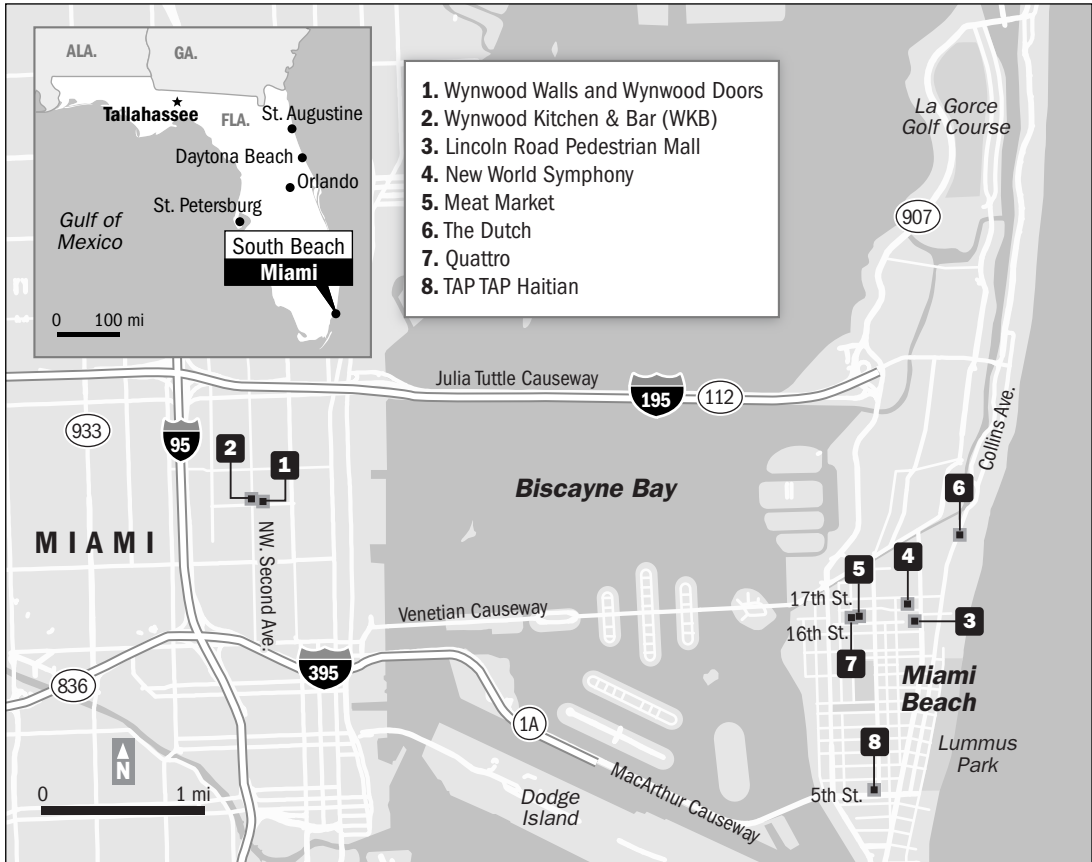 ALA.
GA.
Tallahassee
FLA.
St. Augustine
Daytona Beach
Orlando
St. Petersburg
Gulf of
Mexico
South Beach
Miami
0 100 mi
1. Wynwood Walls and Wynwood Doors
2. Wynwood Kitchen & Bar (WKB)
3. Lincoln Road Pedestrian Mall
4. New World Symphony
5. Meat Market
6. The Dutch
7. Quattro
8. TAP TAP Haitian
La Gorce
Golf Course
907
Julia Tuttle Causeway
195
112
933
95
2
1
Collins Ave.
Biscayne Bay
6
MIAMI
NW. Second Ave.
5
4
17th St.
Venetian Causeway
16th St.
3
7
395
836
Miami
Beach
1A
8
Lummus
Park
N
0 1 mi
Dodge
Island
MacArthur Causeway
5th St.